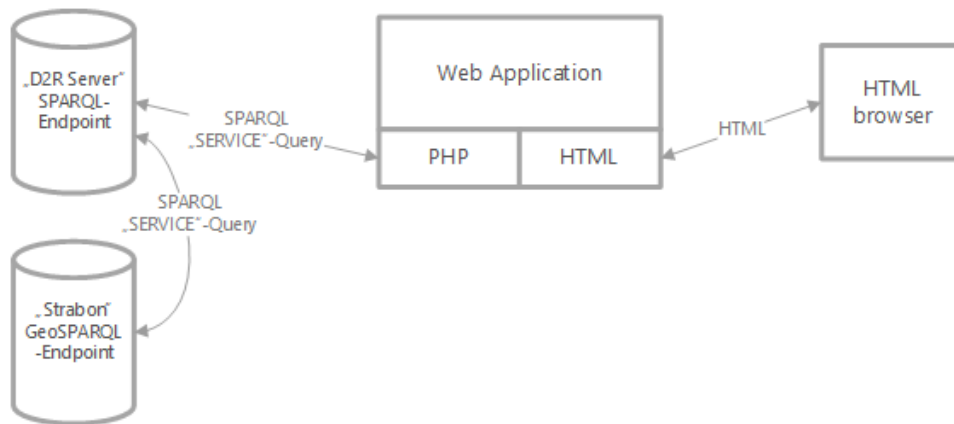 „D2R Server“
SPARQL-
Endpoint
SPARQL
„SERVICE“-Query
Web Application
PHP
HTML
HTML
HTML
browser
SPARQL
„SERVICE“-Query
„Strabon“
GeoSPARQL
-Endpoint